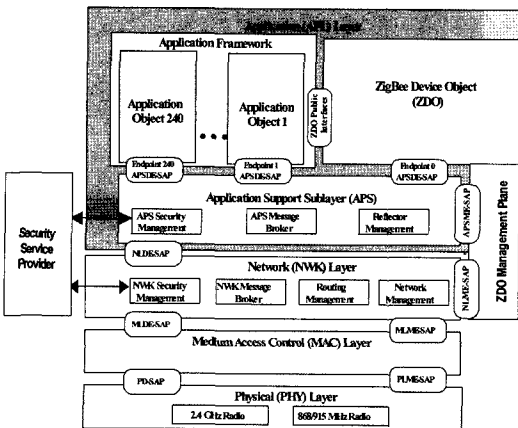 Application (APL) Layer
Application Framework
Application
Object 240
Application
Object 1
ZDO Public
Interfaces
ZigBee Device Object
(ZDO)
Endpoint 240
APSDE-SAP
Endpoint 1
APSDE-SAP
Endpoint 0
APSDE-SAP
Application Support Sublayer (APS)
APS Security
Management
APS Message
Broker
Reflector
Management
APSME-SAP
ZDO Management Plane
Security
Service
Provider
NLDE-SAP
Network (NWK) Layer
NWK Security
Management
NWK Message
Broker
Routing
Management
Network
Management
NLME-SAP
MLDE-SAP
MLME-SAP
Medium Access Control (MAC) Layer
PD-SAP
PLME-SAP
Physical (PHY) Layer
2.4 GHz Radio
868/915 MHz Radio